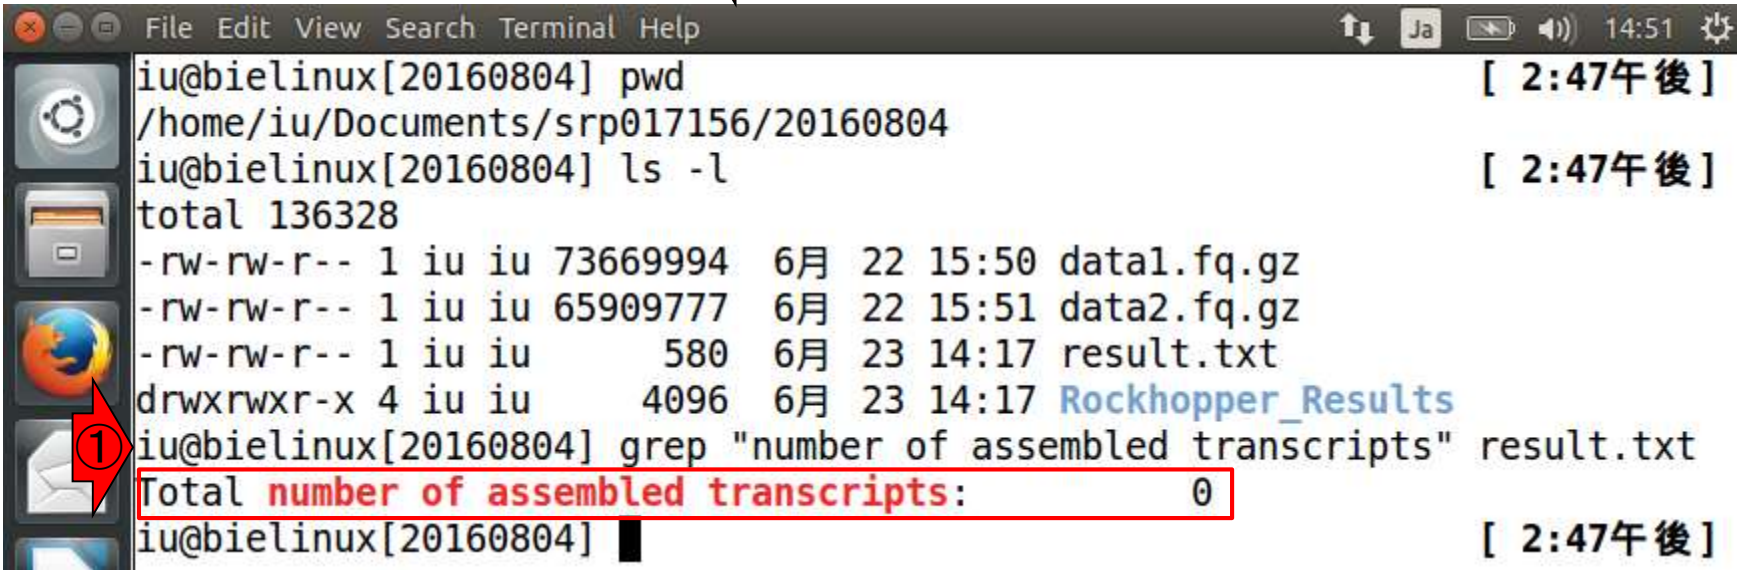 File Edit View Search Terminal Help Ja 14:51
iu@bielinux[20160804] pwd [ 2:47午後]
/home/iu/Documents/srp017156/20160804
iu@bielinux[20160804] ls -l [ 2:47午後]
total 136328
-rw-rw-r-- 1 iu iu 73669994 6月 22 15:50 data1.fq.gz
-rw-rw-r-- 1 iu iu 65909777 6月 22 15:51 data2.fq.gz
-rw-rw-r-- 1 iu iu 580 6月 23 14:17 result.txt
drwxrwxr-x 4 iu iu 4096 6月 23 14:17 Rockhopper_Results
① iu@bielinux[20160804] grep "number of assembled transcripts" result.txt
Total number of assembled transcripts: 0
iu@bielinux[20160804] [ 2:47午後]